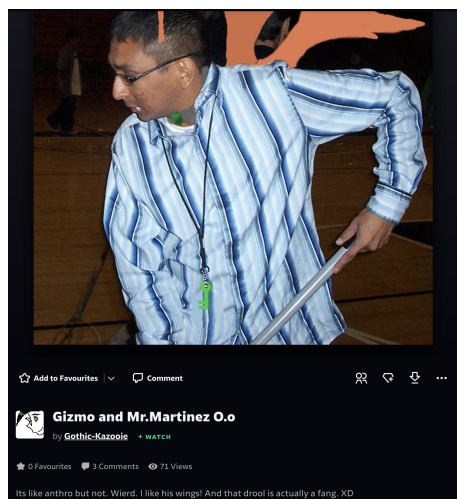 Add to Favourites Comment
Gizmo and Mr.Martinez O.o
by Gothic-Kazooie + WATCH
0 Favourites 3 Comments 71 Views
Its like anthro but not. Wierd. I like his wings! And that drool is actually a fang. XD